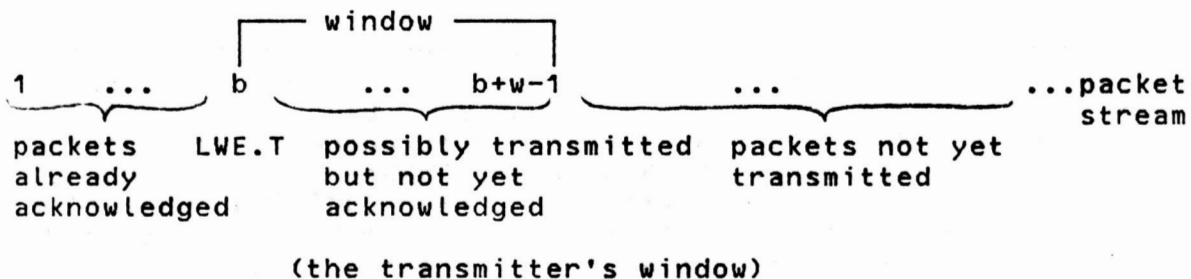 window
1 ... b ... b+w-1 ... ...packet
stream
packets LWE.T possibly transmitted packets not yet
already but not yet transmitted
acknowledged acknowledged
(the transmitter's window)